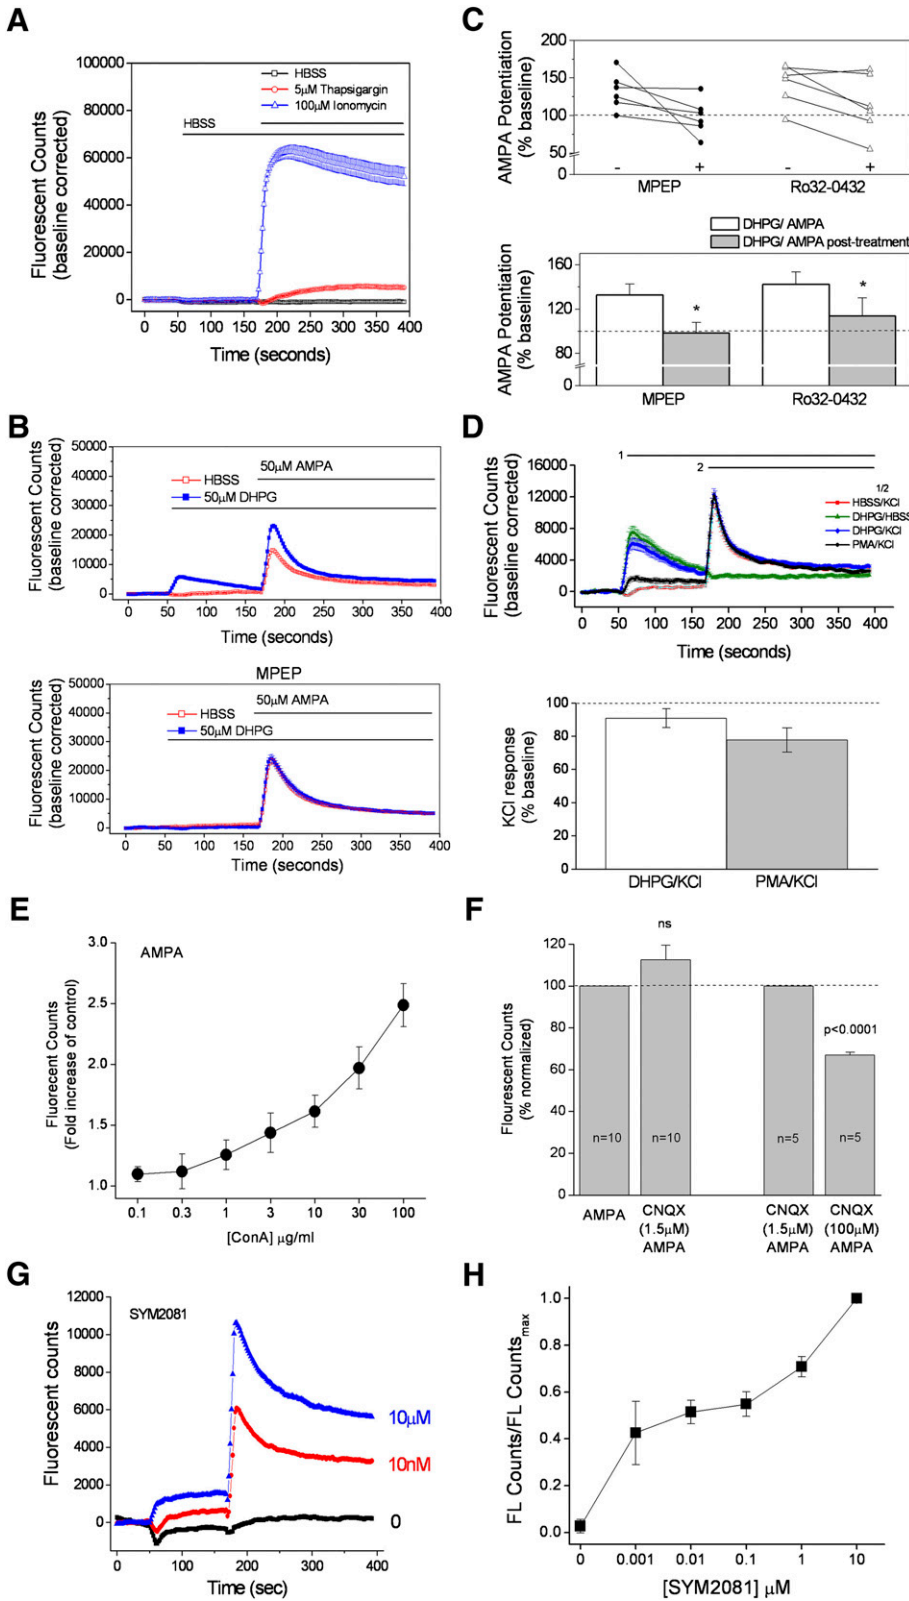 A
100000
80000
60000
40000
20000
0
HBSS
5μM Thapsigargin
100μM Ionomycin
HBSS
Fluorescent Counts
(baseline corrected)
0 50 100 150 200 250 300 350 400
Time (seconds)
C
200
150
100
50
0
AMPA Potentiation
(% baseline)
- + - +
MPEP Ro32-0432
DHPG/ AMPA
DHPG/ AMPA post-treatment
160
120
80
0
* *
AMPA Potentiation
(% baseline)
MPEP Ro32-0432
B
50000
40000
30000
20000
10000
0
50μM AMPA
HBSS
50μM DHPG
Fluorescent Counts
(baseline corrected)
0 50 100 150 200 250 300 350 400
Time (seconds)
MPEP
50000
40000
30000
20000
10000
0
50μM AMPA
HBSS
50μM DHPG
Fluorescent Counts
(baseline corrected)
0 50 100 150 200 250 300 350 400
Time (seconds)
D
16000
12000
8000
4000
0
1
2
1/2
HBSS/KCl
DHPG/HBSS
DHPG/KCl
PMA/KCl
Fluorescent Counts
(baseline corrected)
0 50 100 150 200 250 300 350 400
Time (seconds)
100
80
60
40
20
0
KCl response
(% baseline)
DHPG/KCl PMA/KCl
E
3.0
2.5
2.0
1.5
1.0
AMPA
Fluorecent Counts
(Fold increase of control)
0.1 0.3 1 3 10 30 100
[ConA] μg/ml
F
120
100
80
60
40
20
0
ns
p<0.0001
n=10 n=10 n=5 n=5
Flourescent Counts
(% normalized)
AMPA
CNQX
(1.5μM)
AMPA
CNQX
(1.5μM)
AMPA
CNQX
(100μM)
AMPA
G
12000
10000
8000
6000
4000
2000
0
SYM2081
10μM
10nM
0
Fluorescent counts
0 100 200 300 400
Time (sec)
H
1.0
0.8
0.6
0.4
0.2
0.0
FL Counts/FL Counts max
0 0.001 0.01 0.1 1 10
[SYM2081] μM